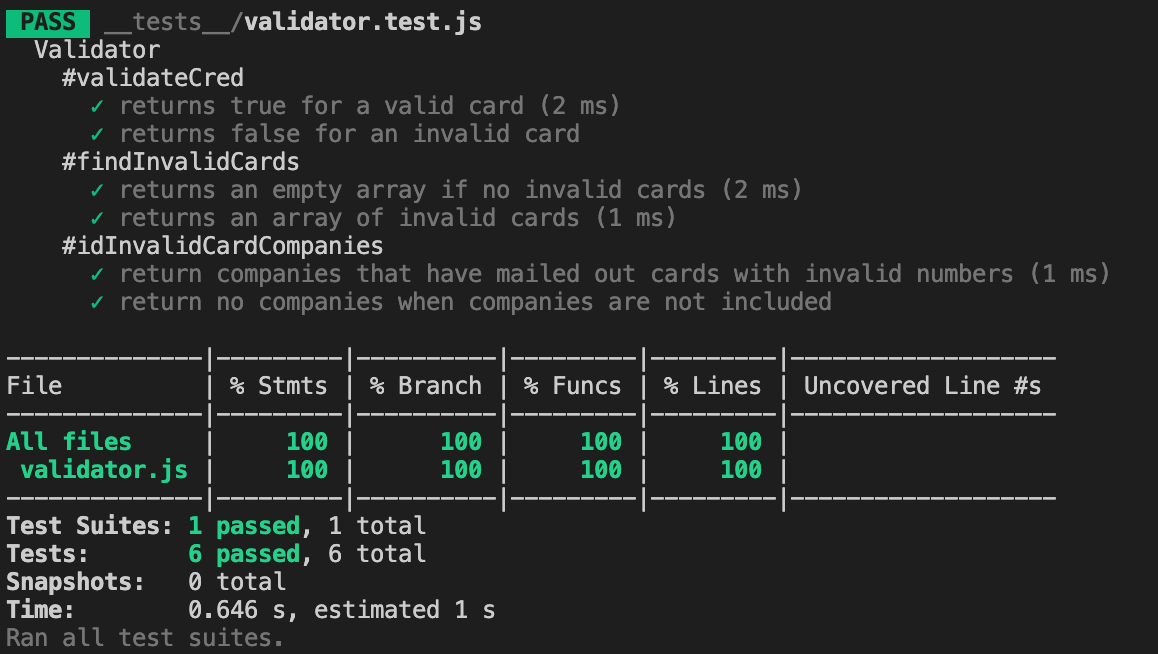 PASS __tests__/validator.test.js
Validator
#validateCred
✓ returns true for a valid card (2 ms)
✓ returns false for an invalid card
#findInvalidCards
✓ returns an empty array if no invalid cards (2 ms)
✓ returns an array of invalid cards (1 ms)
#idInvalidCardCompanies
✓ return companies that have mailed out cards with invalid numbers (1 ms)
✓ return no companies when companies are not included
--------------|---------|----------|---------|---------|-------------------
File          | % Stmts | % Branch | % Funcs | % Lines | Uncovered Line #s
--------------|---------|----------|---------|---------|-------------------
All files     |     100 |      100 |     100 |     100 |
 validator.js |     100 |      100 |     100 |     100 |
--------------|---------|----------|---------|---------|-------------------
Test Suites: 1 passed, 1 total
Tests:       6 passed, 6 total
Snapshots:   0 total
Time:        0.646 s, estimated 1 s
Ran all test suites.